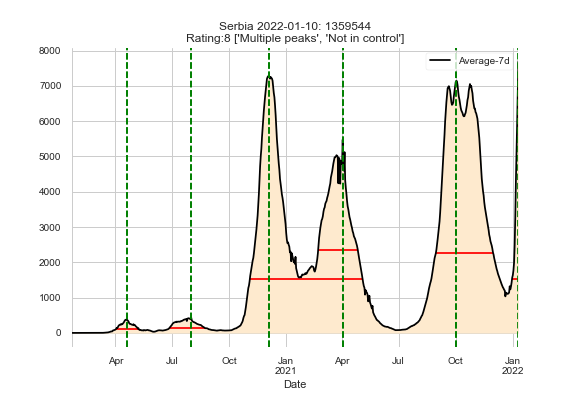 Serbia 2022-01-10: 1359544
Rating:8 ['Multiple peaks', 'Not in control']
8000
7000
6000
5000
4000
3000
2000
1000
0
Average-7d
Apr
Jul
Oct
Jan
2021
Apr
Jul
Oct
Jan
2022
Date